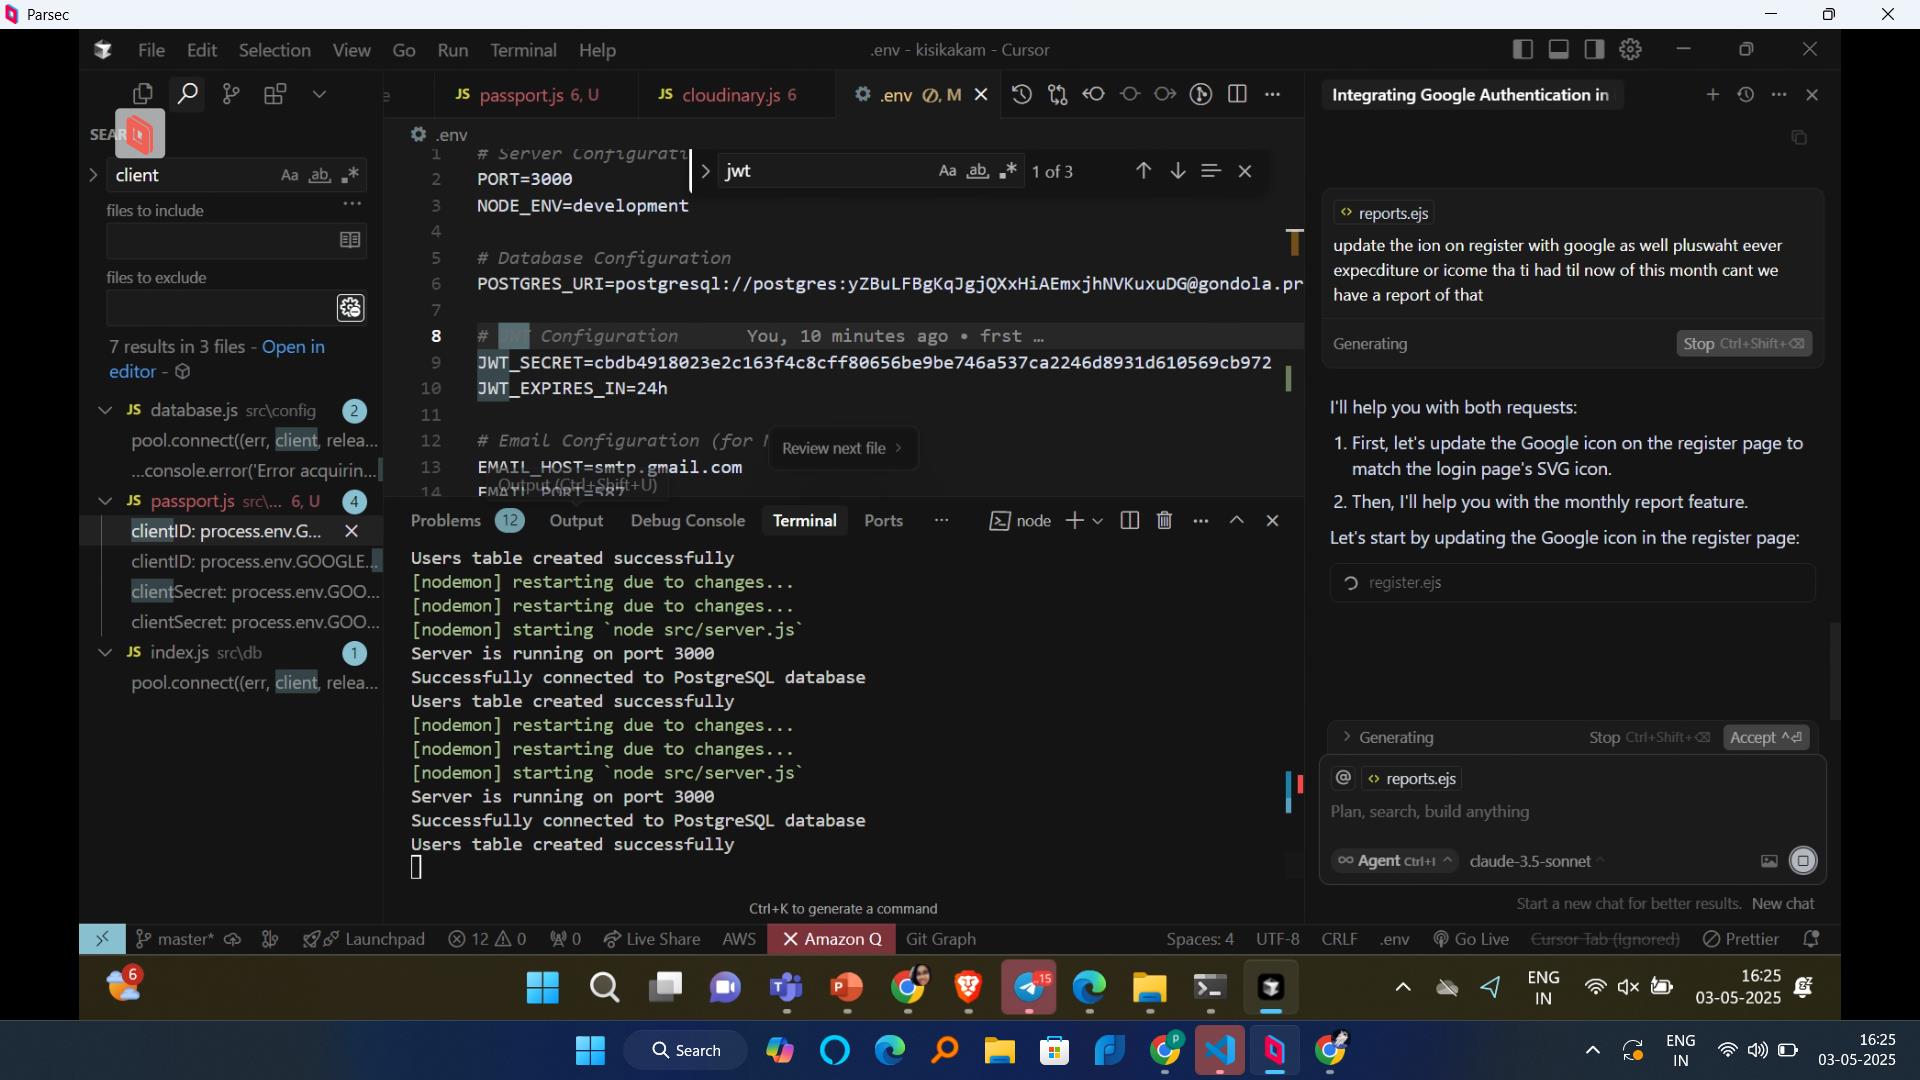 Parsec
File Edit Selection View Go Run Terminal Help
.env - kisikakam - Cursor
SEAR
client
Aa ab
files to include
files to exclude
7 results in 3 files - Open in
editor -
JS database.js src\config 2
pool.connect((err, client, relea...
...console.error('Error acquirin...
JS passport.js src\... 6, U 4
clientID: process.env.G...
clientID: process.env.GOOGLE...
clientSecret: process.env.GOO...
clientSecret: process.env.GOO...
JS index.js src\db 1
pool.connect((err, client, relea...
JS passport.js 6, U
JS cloudinary.js 6
.env M
.env
jwt Aa ab 1 of 3
1 # Server Configurati
2 PORT=3000
3 NODE_ENV=development
4
5 # Database Configuration
6 POSTGRES_URI=postgresql://postgres:yZBuLFBgKqJgjQXxHiAEmxjhNVKuxuDG@gondola.pr
7
8 # JWT Configuration You, 10 minutes ago • frst ...
9 JWT_SECRET=cbdb4918023e2c163f4c8cff80656be9be746a537ca2246d8931d610569cb972
10 JWT_EXPIRES_IN=24h
11
12 # Email Configuration (for
13 EMAIL_HOST=smtp.gmail.com
14 EMAIL_PORT=587
Review next file
Output (Ctrl+Shift+U)
Problems 12 Output Debug Console Terminal Ports ... node
Users table created successfully
[nodemon] restarting due to changes...
[nodemon] restarting due to changes...
[nodemon] starting `node src/server.js`
Server is running on port 3000
Successfully connected to PostgreSQL database
Users table created successfully
[nodemon] restarting due to changes...
[nodemon] restarting due to changes...
[nodemon] starting `node src/server.js`
Server is running on port 3000
Successfully connected to PostgreSQL database
Users table created successfully
Ctrl+K to generate a command
Integrating Google Authentication in
reports.ejs
update the ion on register with google as well pluswaht eever
expecditure or icome tha ti had til now of this month cant we
have a report of that
Generating Stop Ctrl+Shift+
I'll help you with both requests:
1. First, let's update the Google icon on the register page to
match the login page's SVG icon.
2. Then, I'll help you with the monthly report feature.
Let's start by updating the Google icon in the register page:
register.ejs
Generating Stop Ctrl+Shift+ Accept
@ reports.ejs
Plan, search, build anything
Agent Ctrl+I claude-3.5-sonnet
Start a new chat for better results. New chat
master* Launchpad 12 0 0 Live Share AWS Amazon Q Git Graph Spaces: 4 UTF-8 CRLF .env Go Live Cursor Tab (Ignored) Prettier
6
15
ENG
IN
16:25
03-05-2025
Search
P
ENG
IN
16:25
03-05-2025